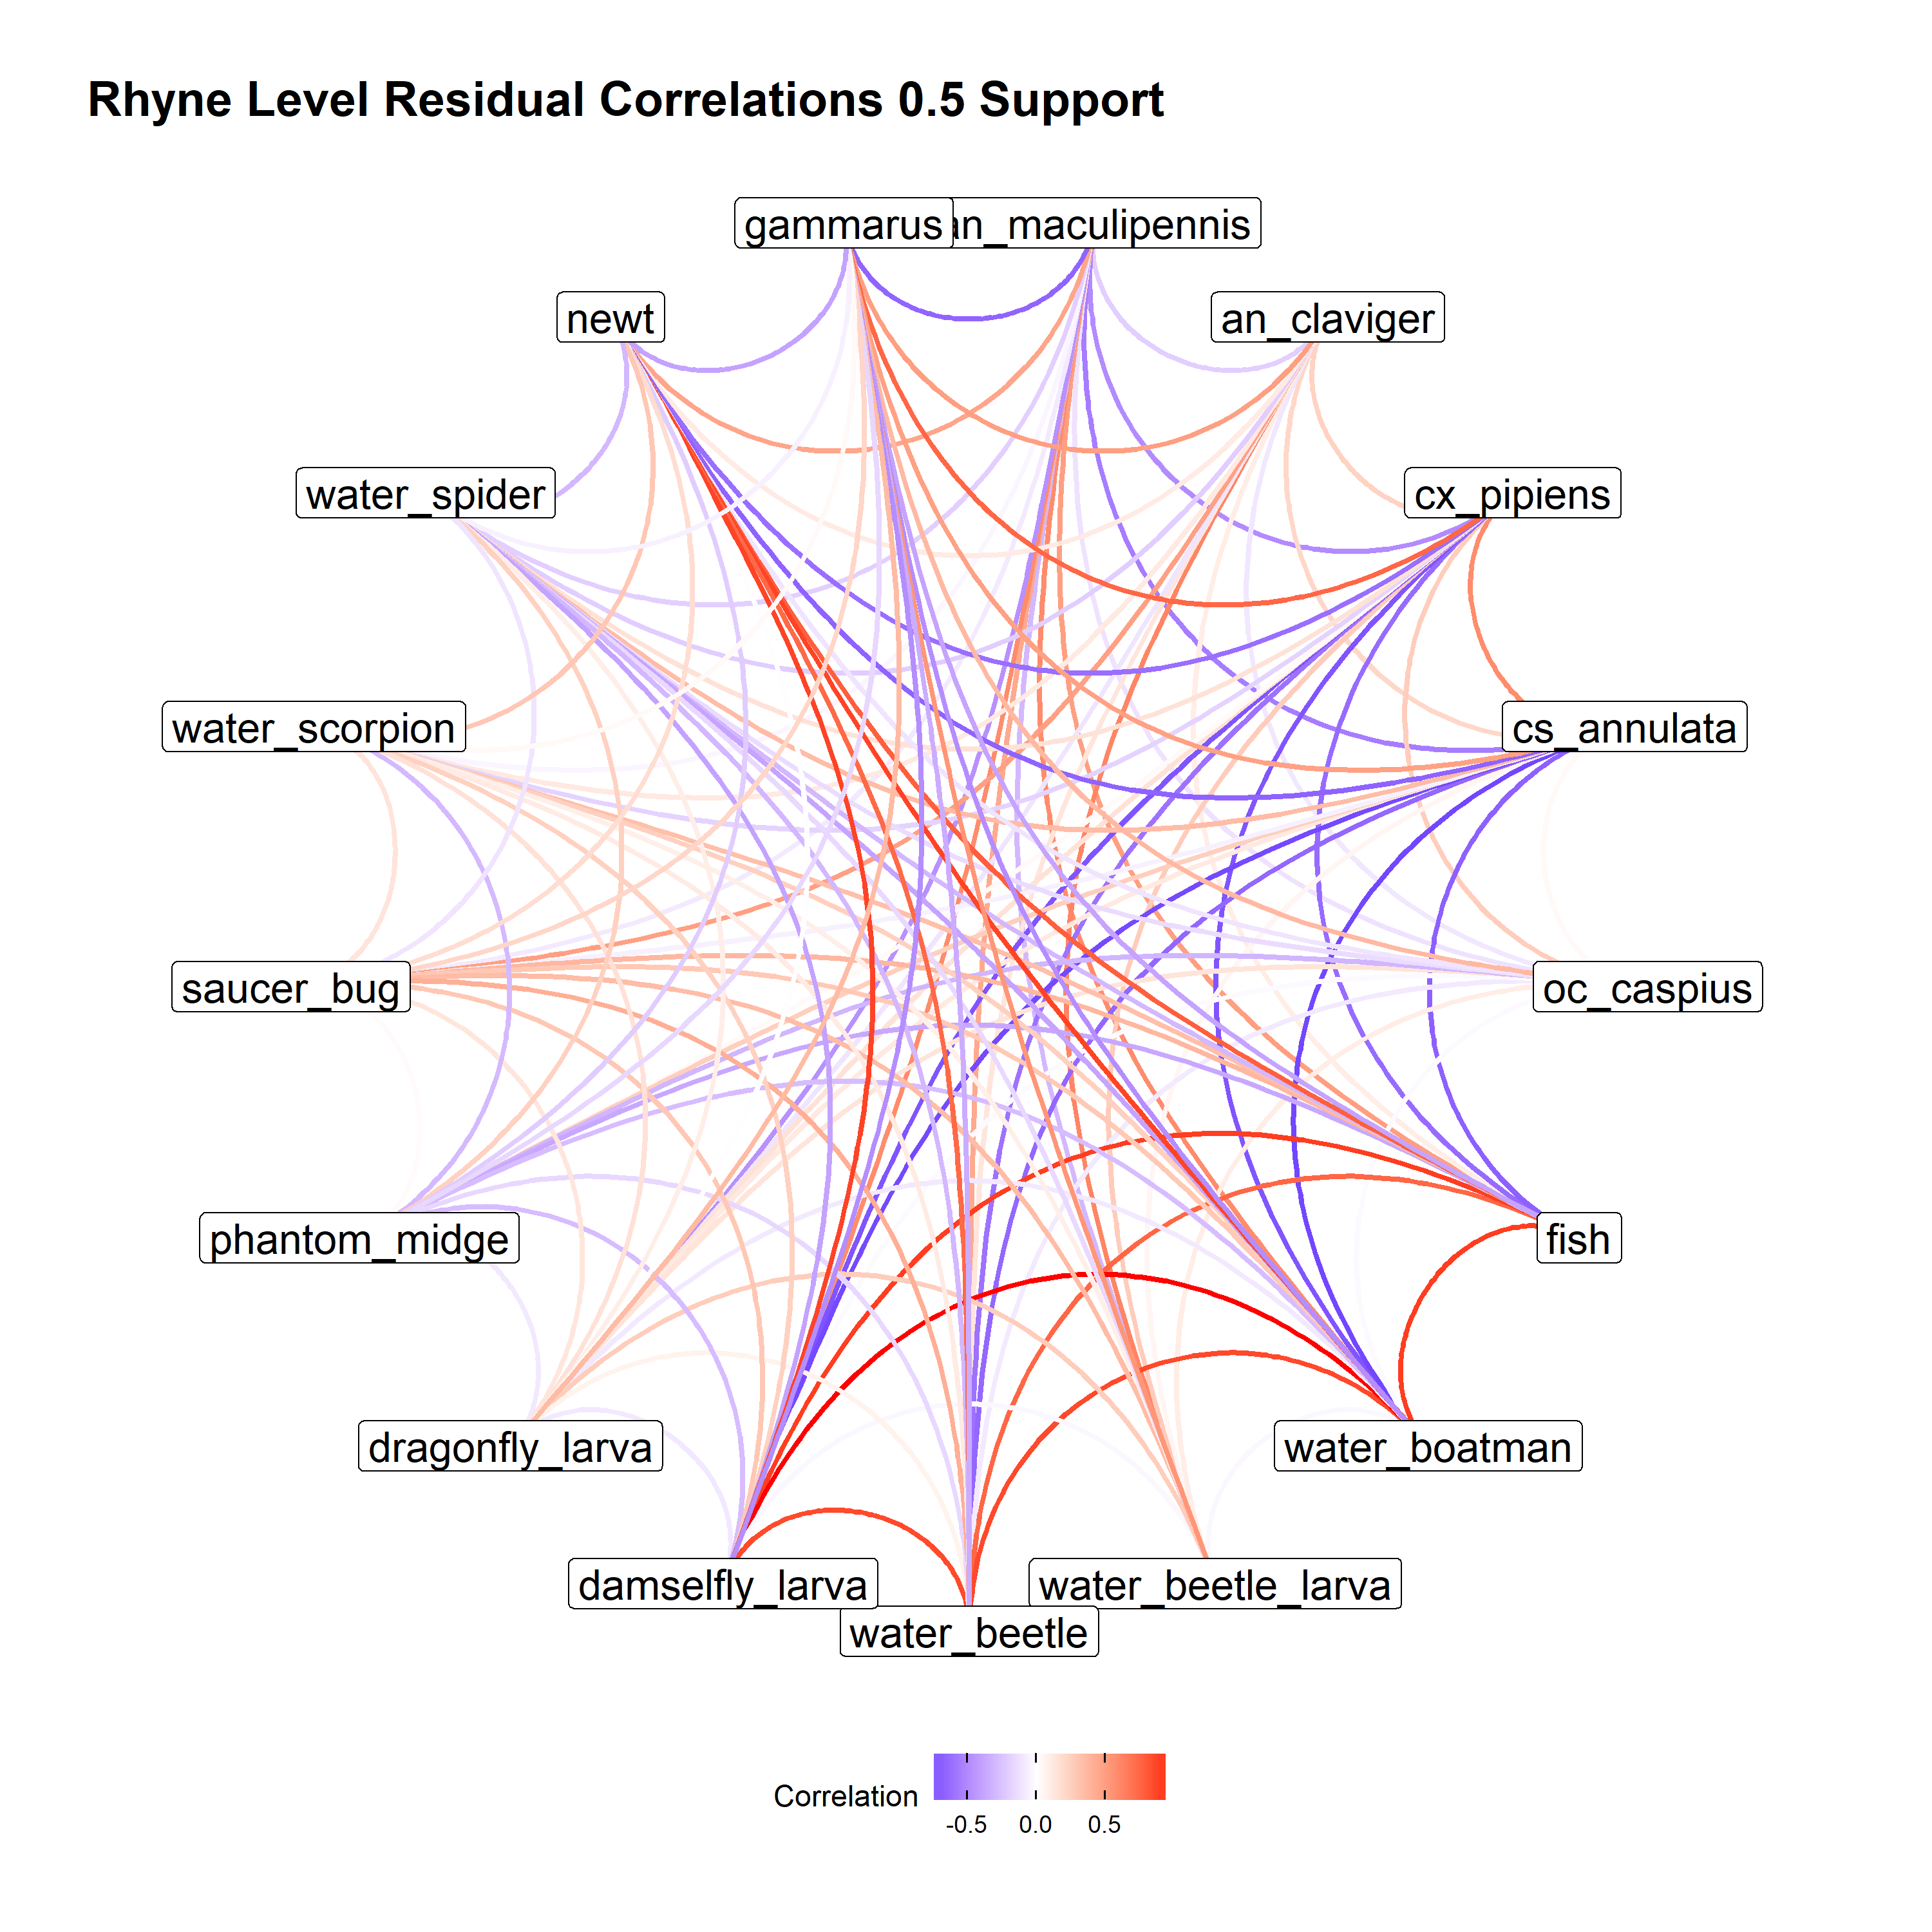 Rhyne Level Residual Correlations 0.5 Support
gammarus
an_maculipennis
newt
an_claviger
water_spider
cx_pipiens
water_scorpion
cs_annulata
saucer_bug
oc_caspius
phantom_midge
fish
dragonfly_larva
water_boatman
damselfly_larva
water_beetle_larva
water_beetle
Correlation
-0.5 0.0 0.5